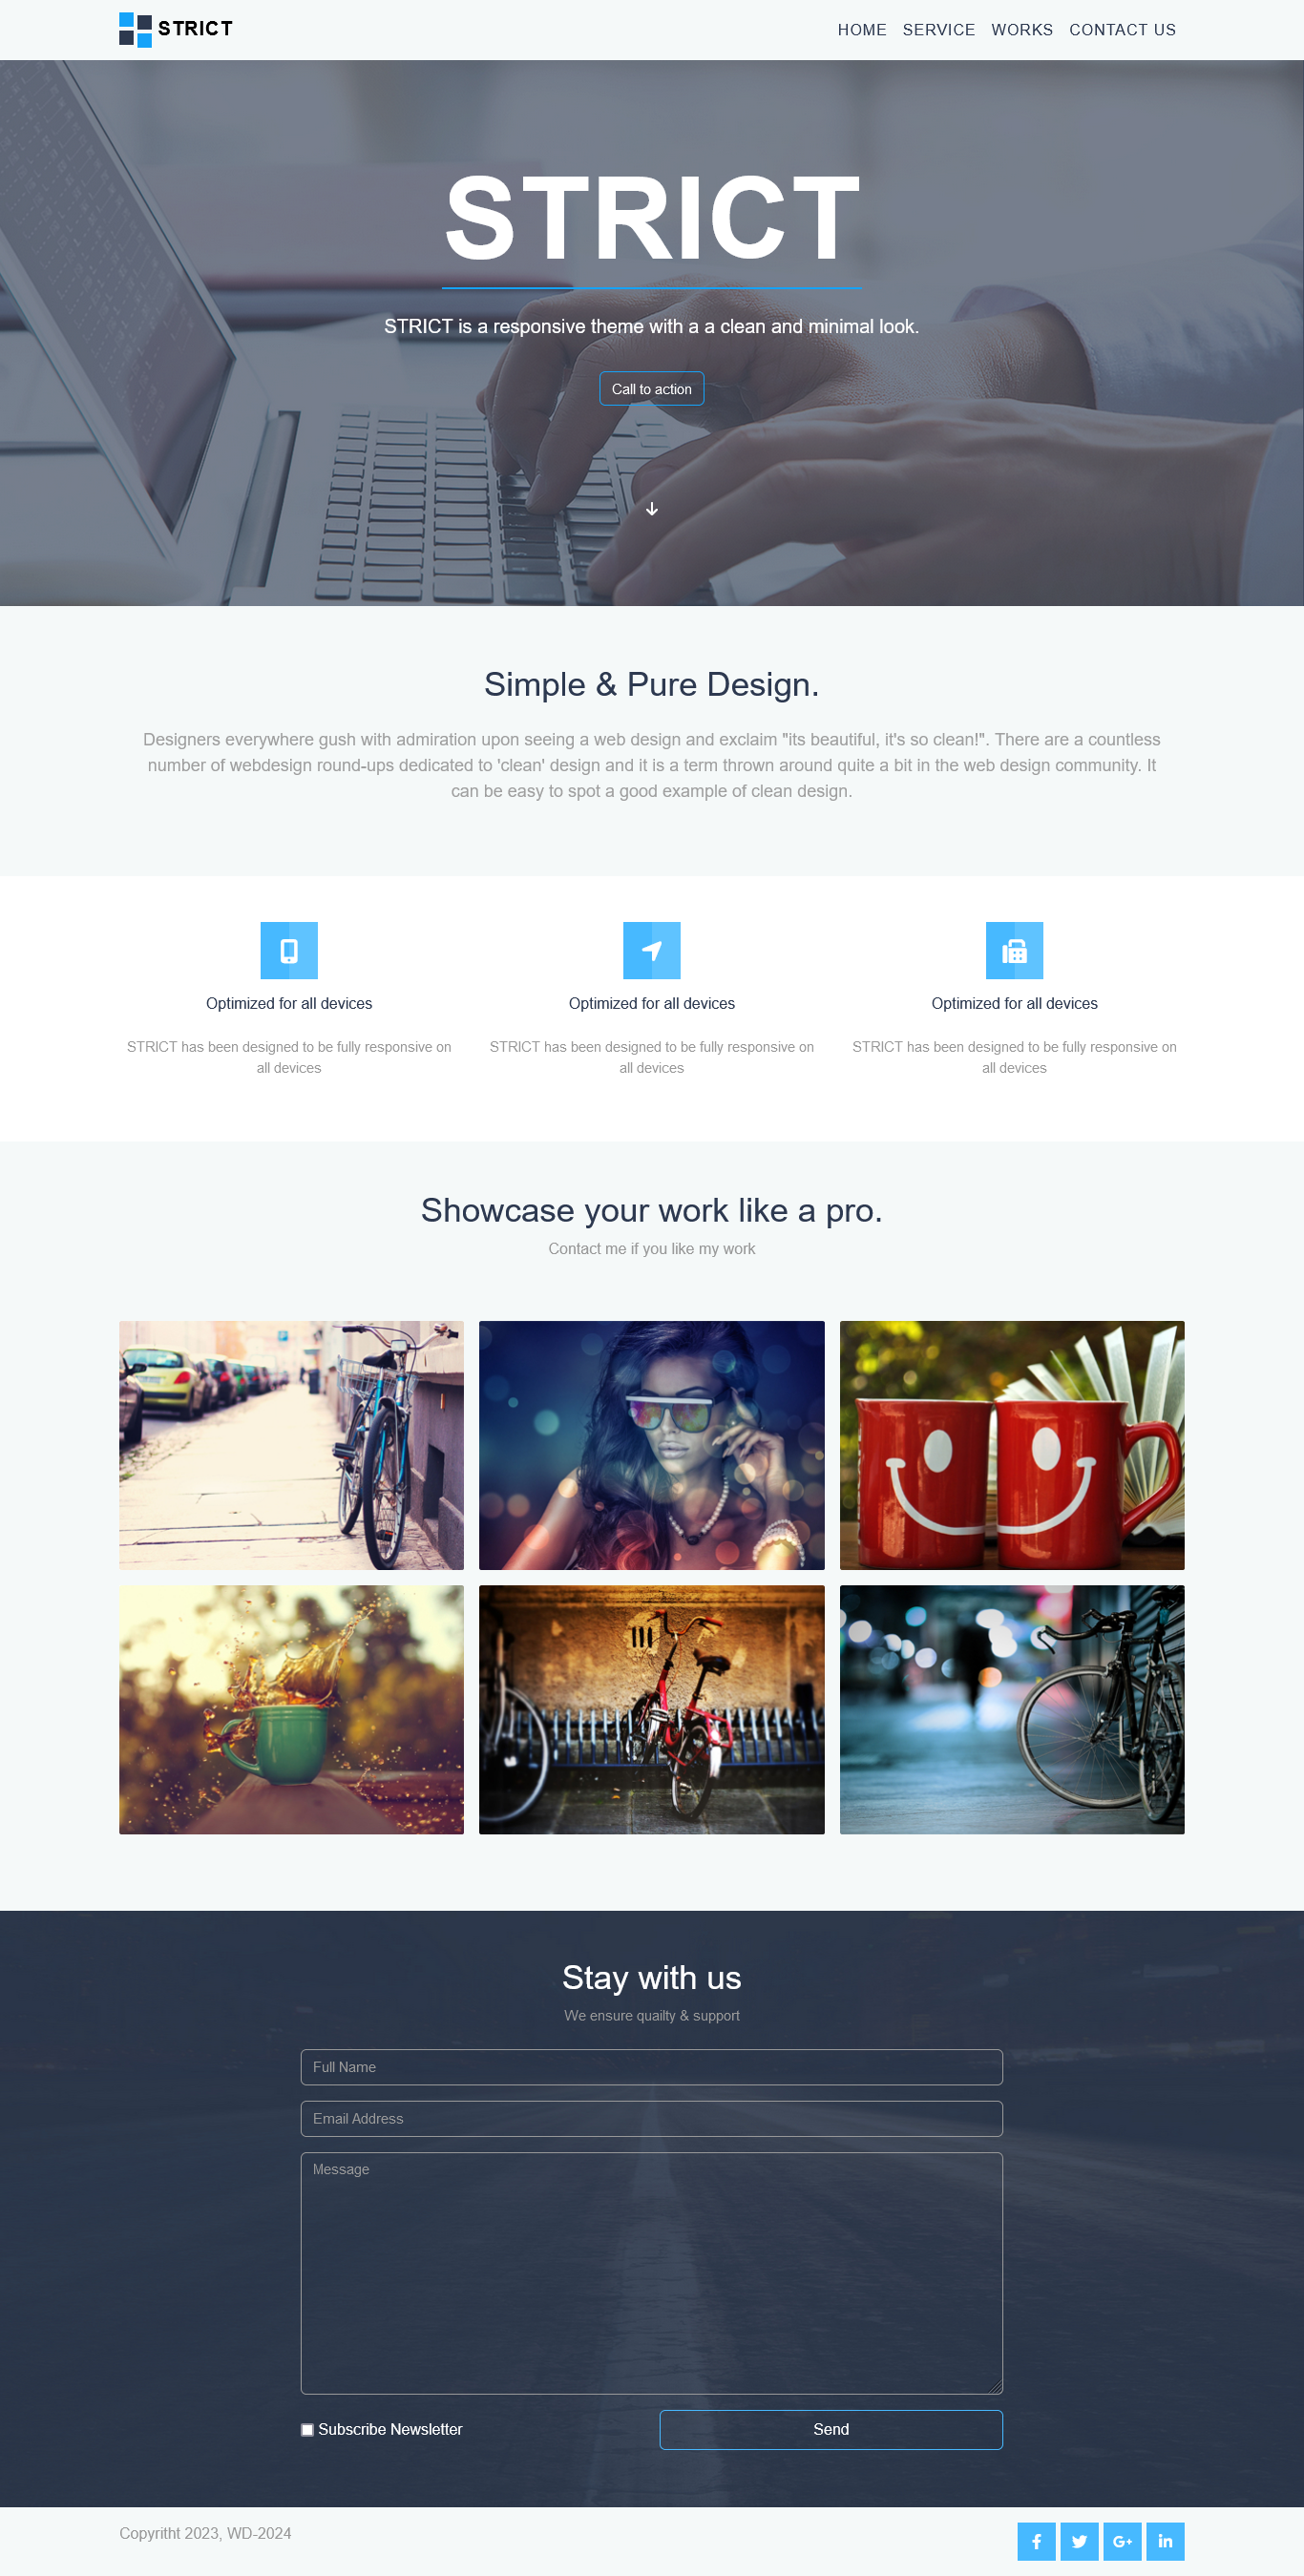 STRICT
HOME SERVICE WORKS CONTACT US
STRICT
STRICT is a responsive theme with a a clean and minimal look.
Call to action
Simple & Pure Design.
Designers everywhere gush with admiration upon seeing a web design and exclaim "its beautiful, it's so clean!". There are a countless
number of webdesign round-ups dedicated to 'clean' design and it is a term thrown around quite a bit in the web design community. It
can be easy to spot a good example of clean design.
Optimized for all devices
STRICT has been designed to be fully responsive on
all devices
Optimized for all devices
STRICT has been designed to be fully responsive on
all devices
Optimized for all devices
STRICT has been designed to be fully responsive on
all devices
Showcase your work like a pro.
Contact me if you like my work
Stay with us
We ensure quailty & support
Full Name
Email Address
Message
Subscribe Newsletter
Send
Copyritht 2023, WD-2024